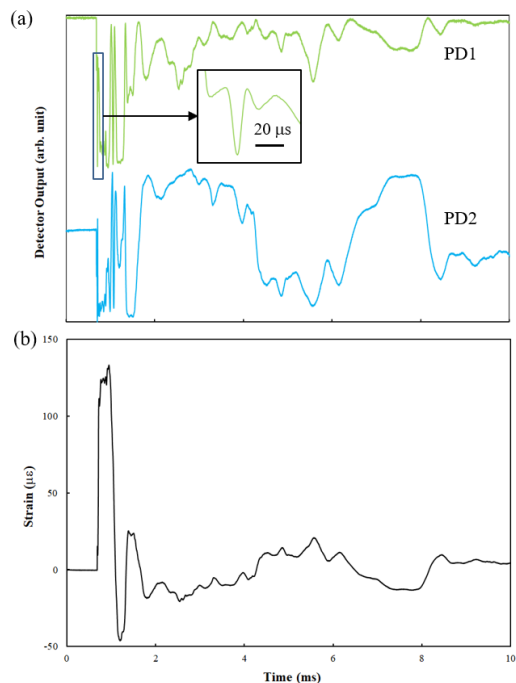 (a)
PD1
20 μs
PD2
Detector Output (arb. unit)
(b)
150
100
50
0
-50
Strain (με)
0 2 4 6 8 10
Time (ms)